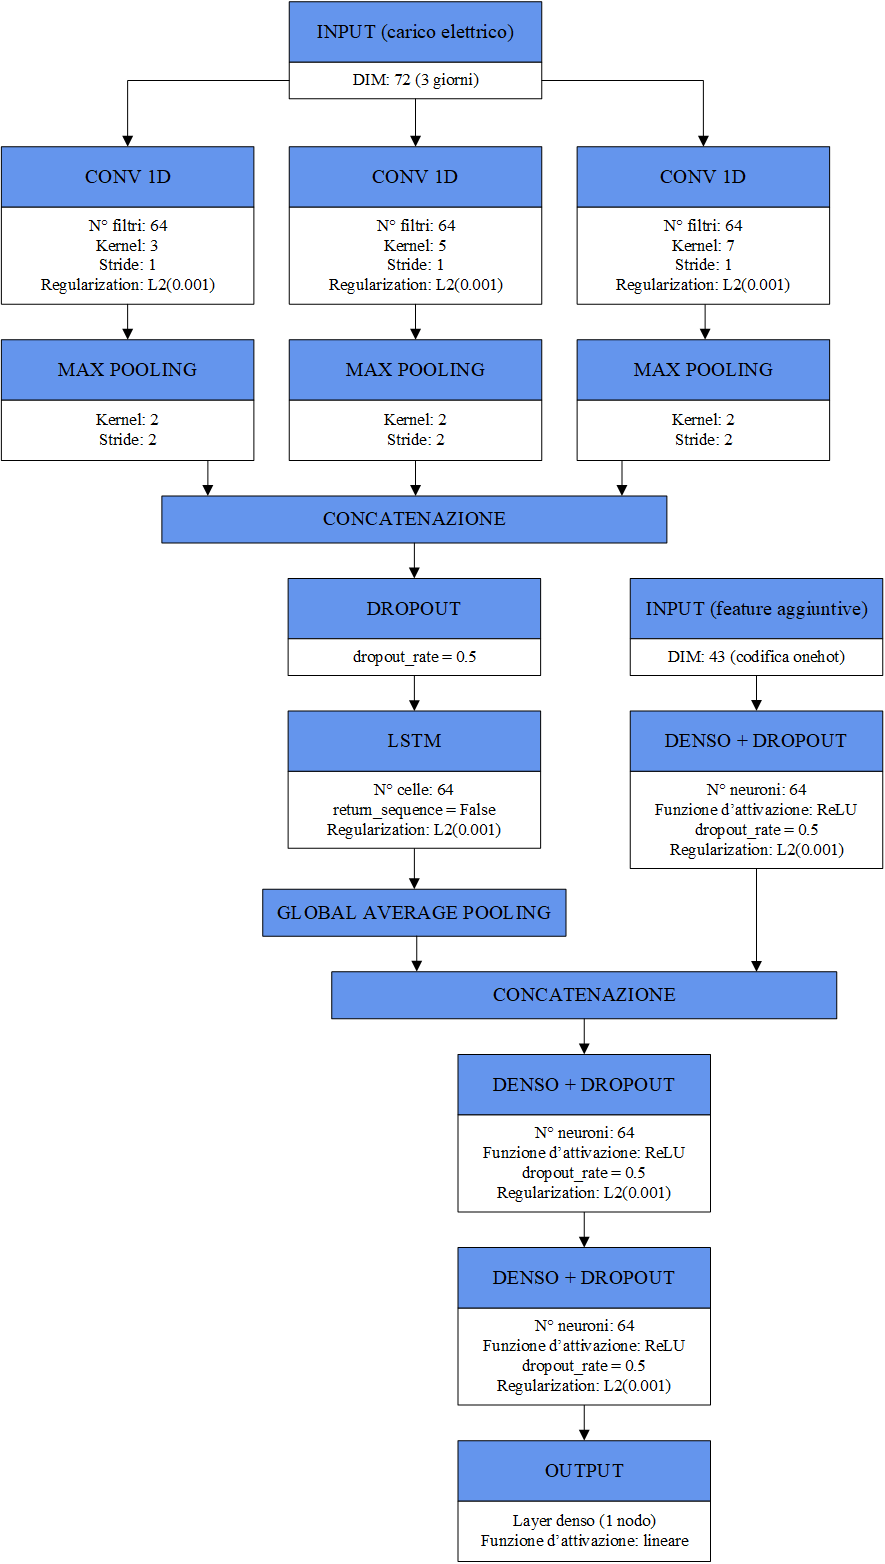 INPUT (carico elettrico)
DIM: 72 (3 giorni)
CONV 1D
N° filtri: 64
Kernel: 3
Stride: 1
Regularization: L2(0.001)
CONV 1D
N° filtri: 64
Kernel: 5
Stride: 1
Regularization: L2(0.001)
CONV 1D
N° filtri: 64
Kernel: 7
Stride: 1
Regularization: L2(0.001)
MAX POOLING
Kernel: 2
Stride: 2
MAX POOLING
Kernel: 2
Stride: 2
MAX POOLING
Kernel: 2
Stride: 2
CONCATENAZIONE
DROPOUT
dropout_rate = 0.5
INPUT (feature aggiuntive)
DIM: 43 (codifica onehot)
LSTM
N° celle: 64
return_sequence = False
Regularization: L2(0.001)
DENSO + DROPOUT
N° neuroni: 64
Funzione d’attivazione: ReLU
dropout_rate = 0.5
Regularization: L2(0.001)
GLOBAL AVERAGE POOLING
CONCATENAZIONE
DENSO + DROPOUT
N° neuroni: 64
Funzione d’attivazione: ReLU
dropout_rate = 0.5
Regularization: L2(0.001)
DENSO + DROPOUT
N° neuroni: 64
Funzione d’attivazione: ReLU
dropout_rate = 0.5
Regularization: L2(0.001)
OUTPUT
Layer denso (1 nodo)
Funzione d’attivazione: lineare